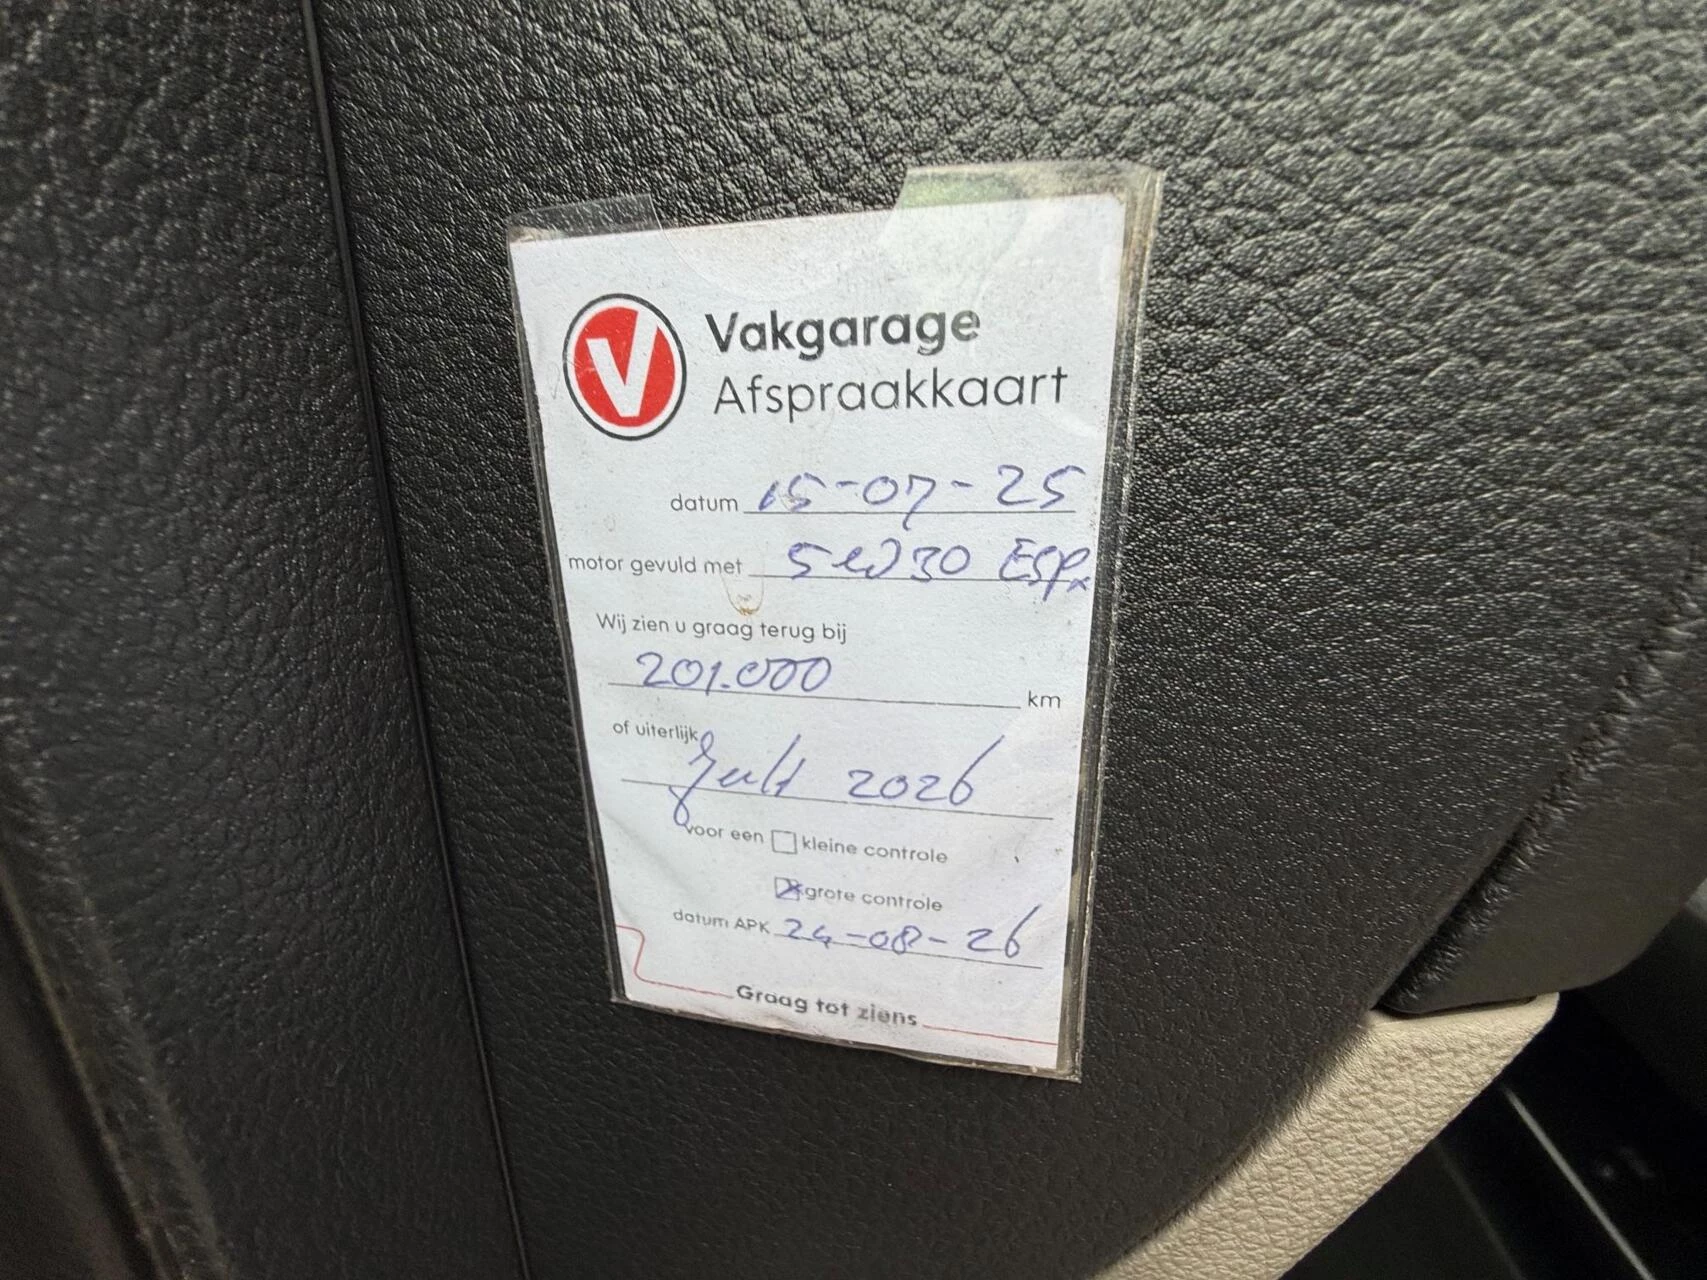 V
Vakgarage
Afspraakkaart
datum 15-07-25
motor gevuld met 5w30 ESPx
Wij zien u graag terug bij
201.000 km
of uiterlijk
Juli 2026
voor een kleine controle
grote controle
datum APK 24-08-26
Graag tot ziens